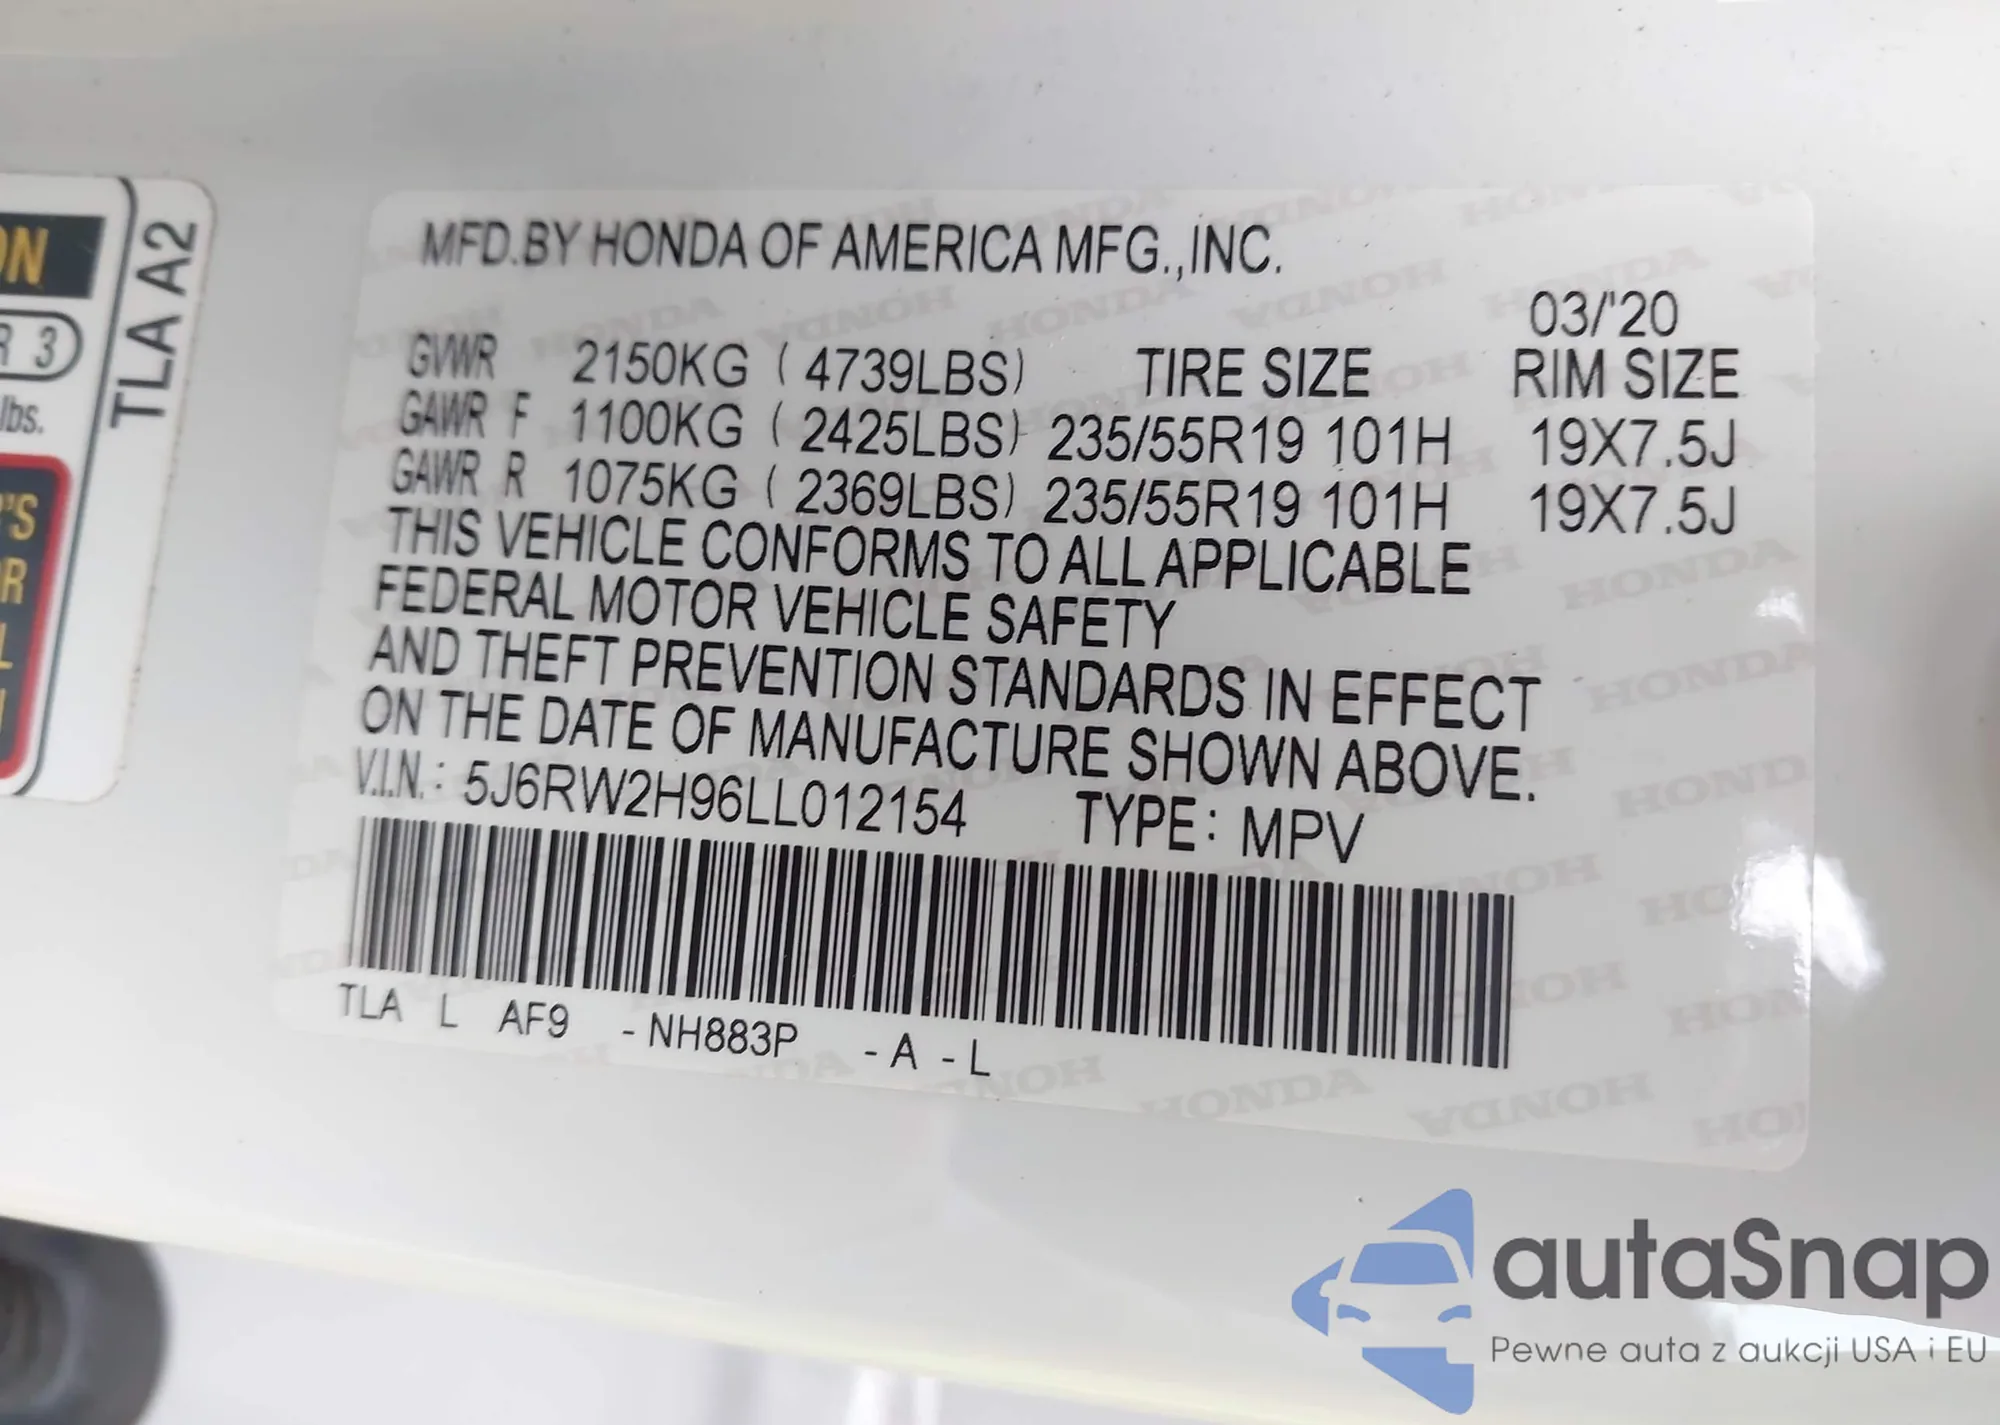 ON
R 3
lbs.
'S
OR
L
TLA A2
MFD.BY HONDA OF AMERICA MFG.,INC.
03/'20
GVWR 2150KG ( 4739LBS) TIRE SIZE RIM SIZE
GAWR F 1100KG ( 2425LBS) 235/55R19 101H 19X7.5J
GAWR R 1075KG ( 2369LBS) 235/55R19 101H 19X7.5J
THIS VEHICLE CONFORMS TO ALL APPLICABLE
FEDERAL MOTOR VEHICLE SAFETY
AND THEFT PREVENTION STANDARDS IN EFFECT
ON THE DATE OF MANUFACTURE SHOWN ABOVE.
V.I.N.: 5J6RW2H96LL012154 TYPE: MPV
TLA L AF9 -NH883P -A -L
autaSnap
Pewne auta z aukcji USA i EU